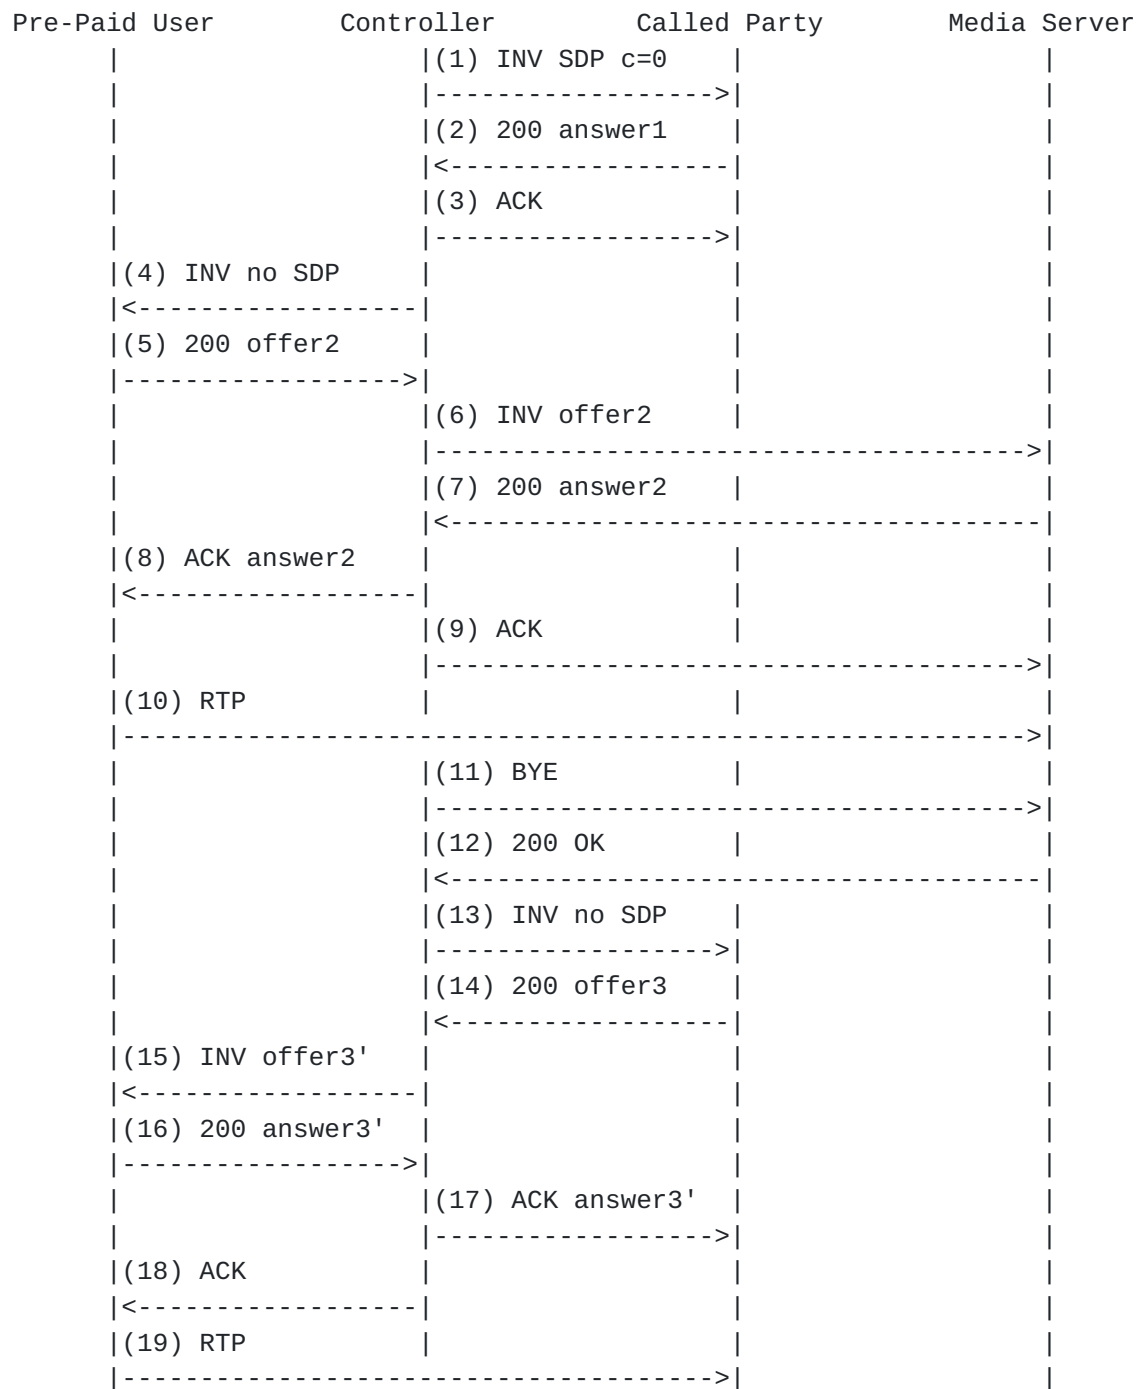 Pre-Paid User Controller Called Party Media Server
(1) INV SDP c=0
(2) 200 answer1
(3) ACK
(4) INV no SDP
(5) 200 offer2
(6) INV offer2
(7) 200 answer2
(8) ACK answer2
(9) ACK
(10) RTP
(11) BYE
(12) 200 OK
(13) INV no SDP
(14) 200 offer3
(15) INV offer3'
(16) 200 answer3'
(17) ACK answer3'
(18) ACK
(19) RTP